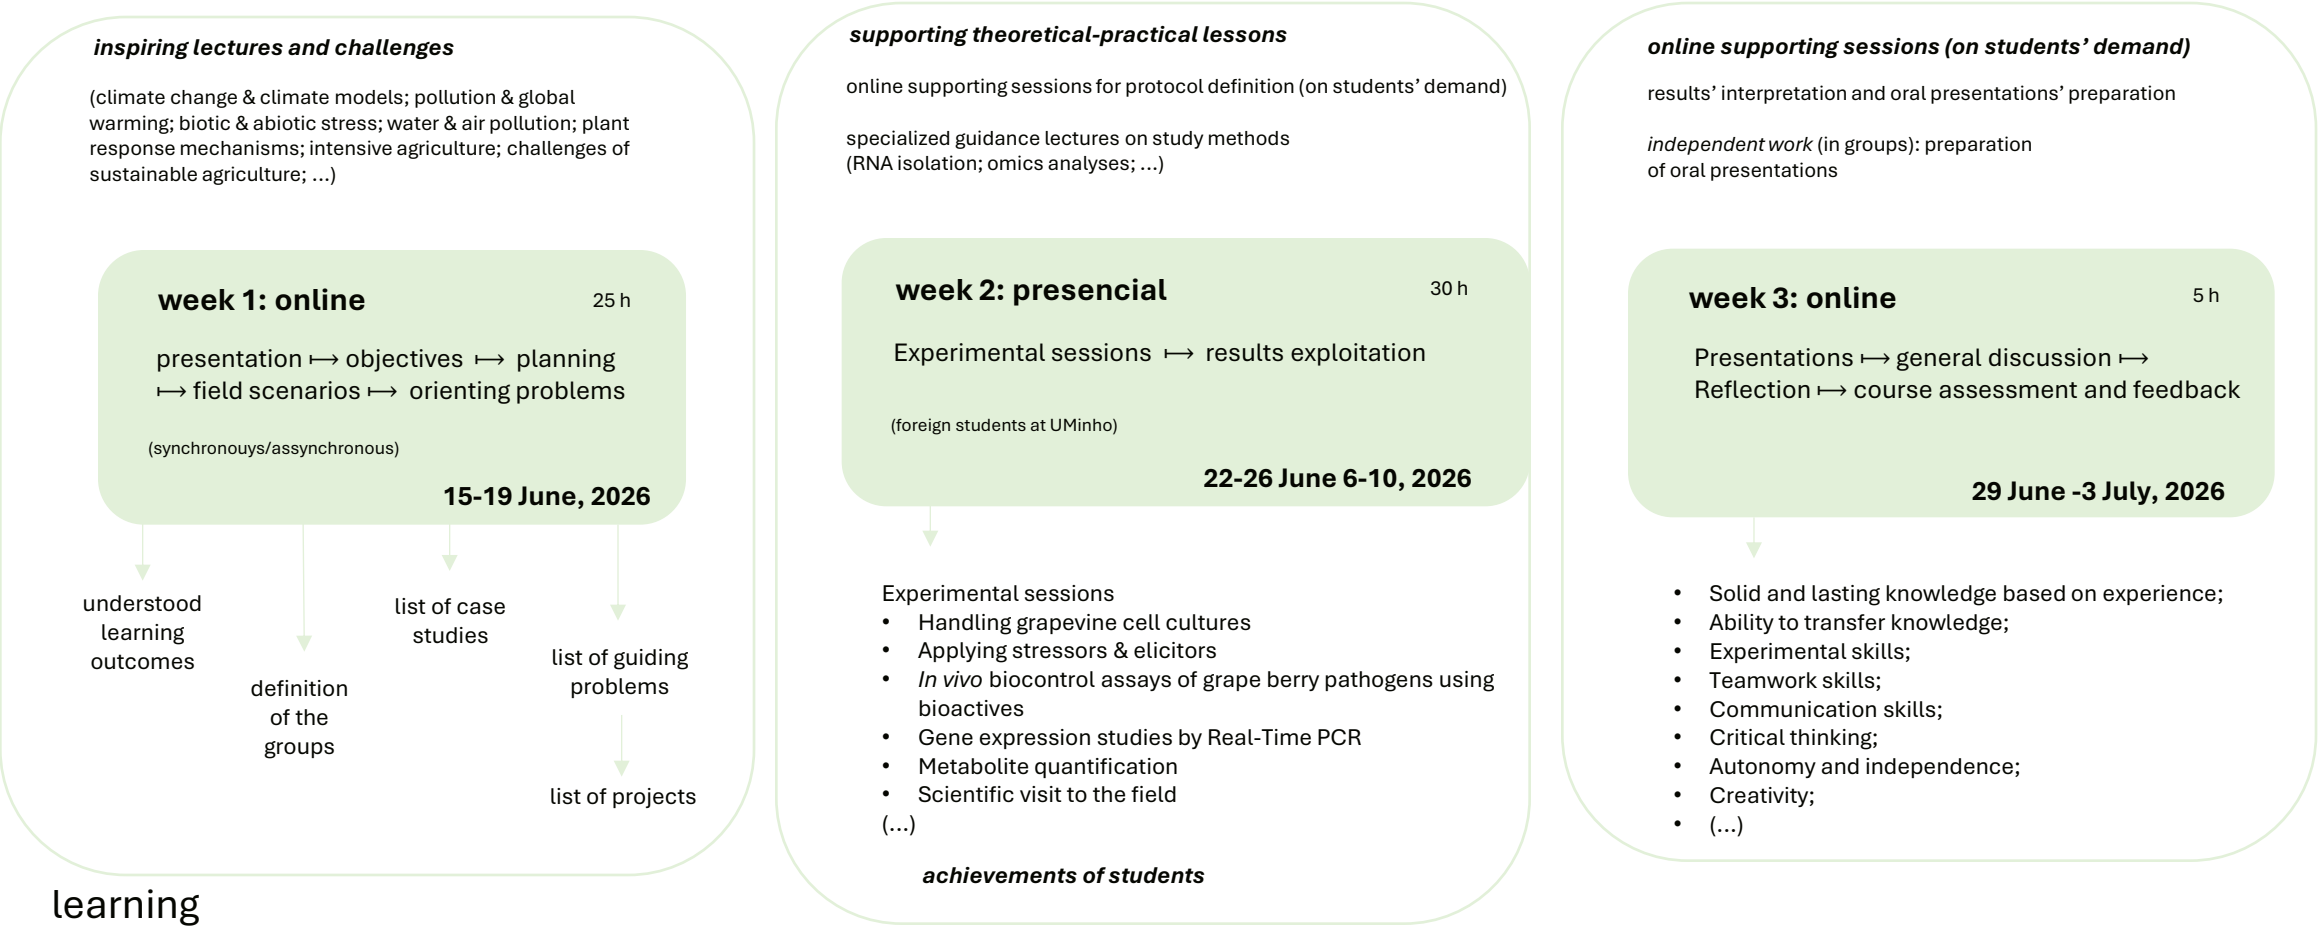 inspiring lectures and challenges
(climate change & climate models; pollution & global
warming; biotic & abiotic stress; water & air pollution; plant
response mechanisms; intensive agriculture; challenges of
sustainable agriculture; ...)
week 1: online
25 h
presentation ↦ objectives ↦ planning
↦ field scenarios ↦ orienting problems
(synchronouys/assynchronous)
15-19 June, 2026
understood
learning
outcomes
definition
of the
groups
list of case
studies
list of guiding
problems
list of projects
learning
supporting theoretical-practical lessons
online supporting sessions for protocol definition (on students’ demand)
specialized guidance lectures on study methods
(RNA isolation; omics analyses; ...)
week 2: presencial
30 h
Experimental sessions ↦ results exploitation
(foreign students at UMinho)
22-26 June 6-10, 2026
Experimental sessions
• Handling grapevine cell cultures
• Applying stressors & elicitors
• In vivo biocontrol assays of grape berry pathogens using
bioactives
• Gene expression studies by Real-Time PCR
• Metabolite quantification
• Scientific visit to the field
(...)
achievements of students
online supporting sessions (on students’ demand)
results’ interpretation and oral presentations’ preparation
independent work (in groups): preparation
of oral presentations
week 3: online
5 h
Presentations ↦ general discussion ↦
Reflection ↦ course assessment and feedback
29 June -3 July, 2026
• Solid and lasting knowledge based on experience;
• Ability to transfer knowledge;
• Experimental skills;
• Teamwork skills;
• Communication skills;
• Critical thinking;
• Autonomy and independence;
• Creativity;
• (...)